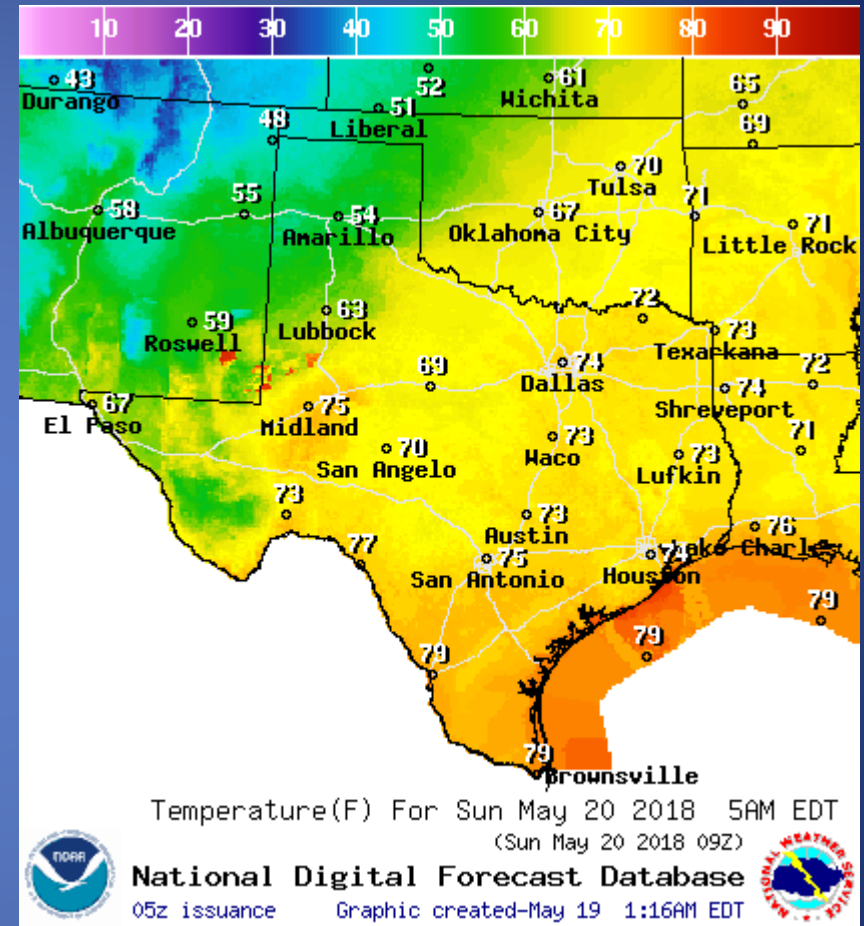 10 20 30 40 50 60 70 80 90
43
Durango
52
61
Wichita
65
51
Liberal
48
69
70
Tulsa
58
Albuquerque
55
54
Amarillo
67
Oklahoma City
71
71
Little Rock
59
Roswell
63
Lubbock
72
73
Texarkana
69
74
Dallas
72
74
Shreveport
67
El Paso
75
Midland
70
San Angelo
73
Waco
73
Lufkin
71
73
73
Austin
76
Lake Charles
77
75
San Antonio
74
Houston
79
79
79
79
Brownsville
Temperature(F) For Sun May 20 2018 5AM EDT
(Sun May 20 2018 09Z)
National Digital Forecast Database
05z issuance Graphic created-May 19 1:16AM EDT
NOAA
NATIONAL WEATHER SERVICE